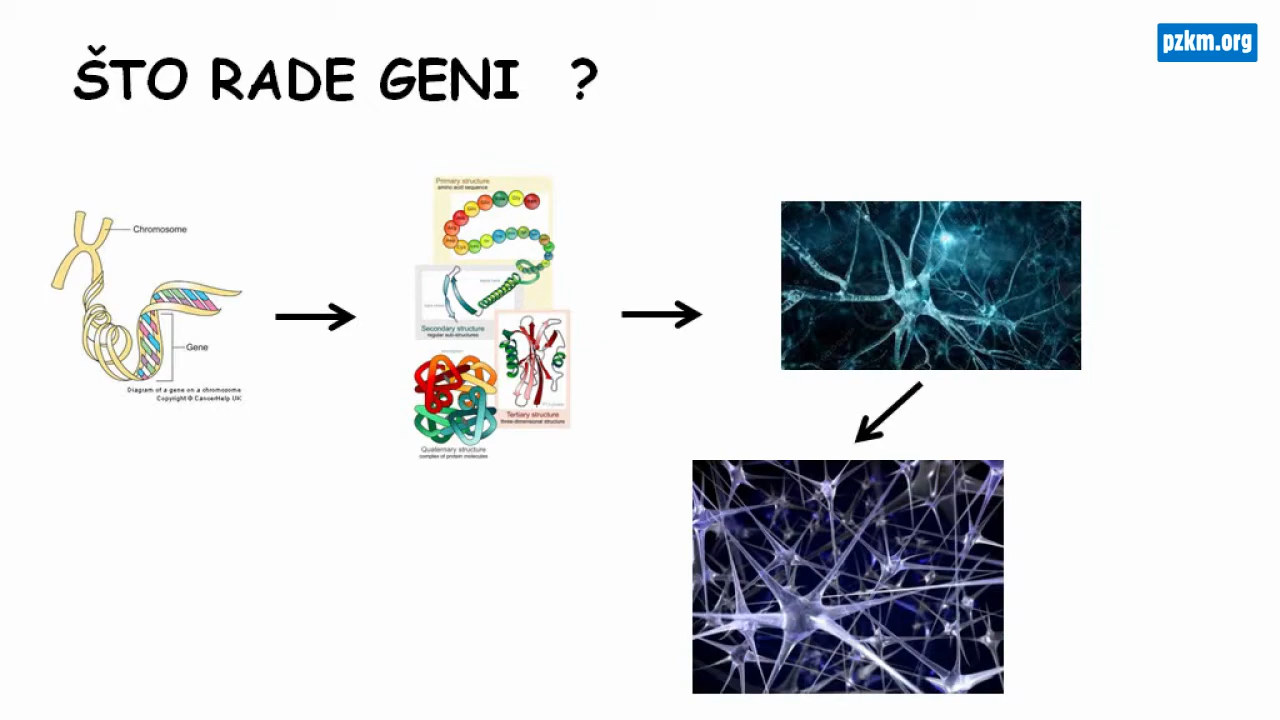 pzkm.org
ŠTO RADE GENI ?
Chromosome
Gene
Diagram of a gene on a chromosome
Copyright © CancerHelp UK
Primary structure
amino acid sequence
Secondary structure
regular sub-structures
Tertiary structure
three-dimensional structure
Quaternary structure
complex of protein molecules